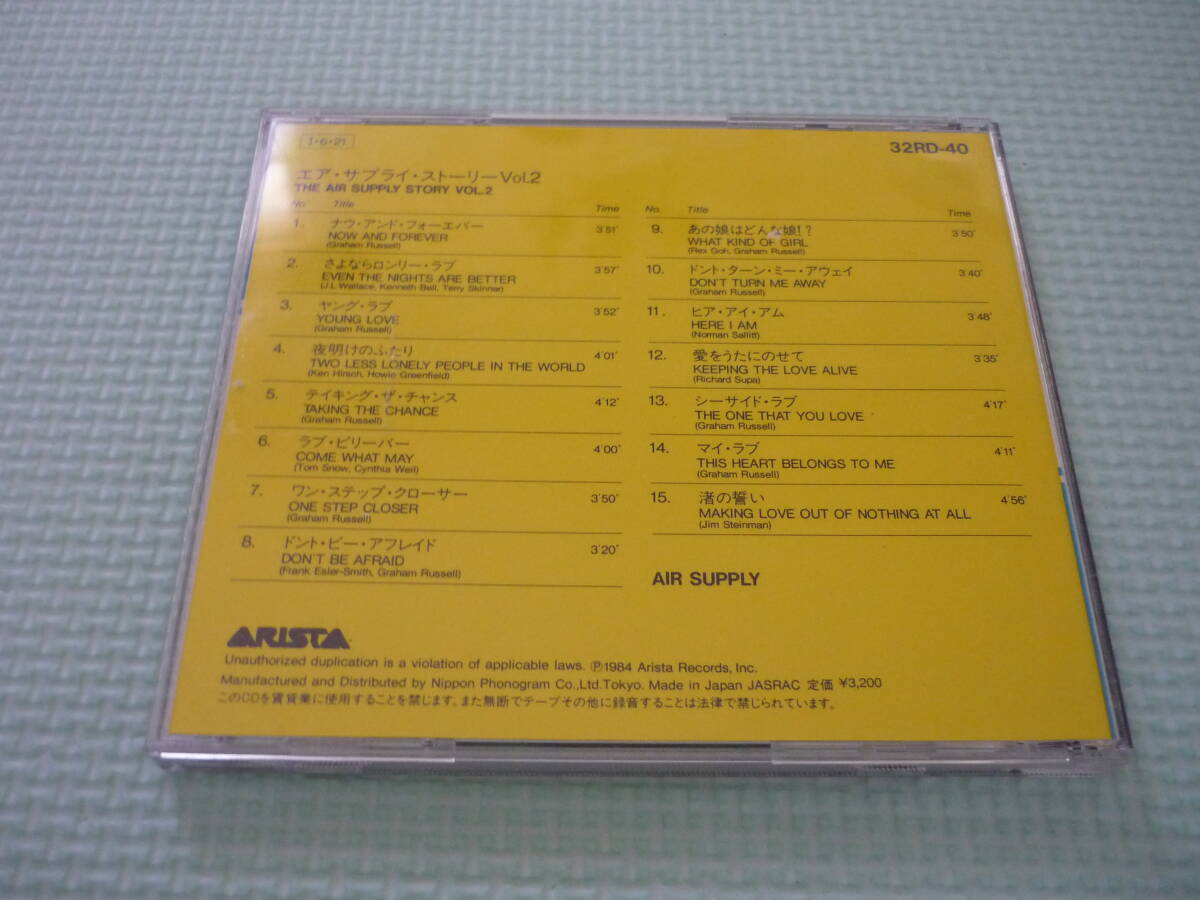 I・6・21
32RD-40
エア・サプライ・ストーリーVol.2
THE AIR SUPPLY STORY VOL.2
No. Title Time
1. ナウ・アンド・フォーエバー 3'51"
NOW AND FOREVER
(Graham Russell)
2. さよならロンリー・ラブ 3'57"
EVEN THE NIGHTS ARE BETTER
(J.L.Wallace, Kenneth Bell, Terry Skinner)
3. ヤング・ラブ 3'52"
YOUNG LOVE
(Graham Russell)
4. 夜明けのふたり 4'01"
TWO LESS LONELY PEOPLE IN THE WORLD
(Ken Hirsch, Howie Greenfield)
5. テイキング・ザ・チャンス 4'12"
TAKING THE CHANCE
(Graham Russell)
6. ラブ・ビリーバー 4'00"
COME WHAT MAY
(Tom Snow, Cynthia Weil)
7. ワン・ステップ・クローサー 3'50"
ONE STEP CLOSER
(Graham Russell)
8. ドント・ビー・アフレイド 3'20"
DON'T BE AFRAID
(Frank Esler-Smith, Graham Russell)
No. Title Time
9. あの娘はどんな娘!? 3'50"
WHAT KIND OF GIRL
(Rex Goh, Graham Russell)
10. ドント・ターン・ミー・アウェイ 3'40"
DON'T TURN ME AWAY
(Graham Russell)
11. ヒア・アイ・アム 3'48"
HERE I AM
(Norman Sallitt)
12. 愛をうたにのせて 3'35"
KEEPING THE LOVE ALIVE
(Richard Supa)
13. シーサイド・ラブ 4'17"
THE ONE THAT YOU LOVE
(Graham Russell)
14. マイ・ラブ 4'11"
THIS HEART BELONGS TO ME
(Graham Russell)
15. 渚の誓い 4'56"
MAKING LOVE OUT OF NOTHING AT ALL
(Jim Steinman)
AIR SUPPLY
ARISTA
Unauthorized duplication is a violation of applicable laws. ℗1984 Arista Records, Inc.
Manufactured and Distributed by Nippon Phonogram Co.,Ltd.Tokyo. Made in Japan JASRAC 定価 ¥3,200
このCDを賃貸業に使用することを禁じます。また無断でテープその他に録音することは法律で禁じられています。